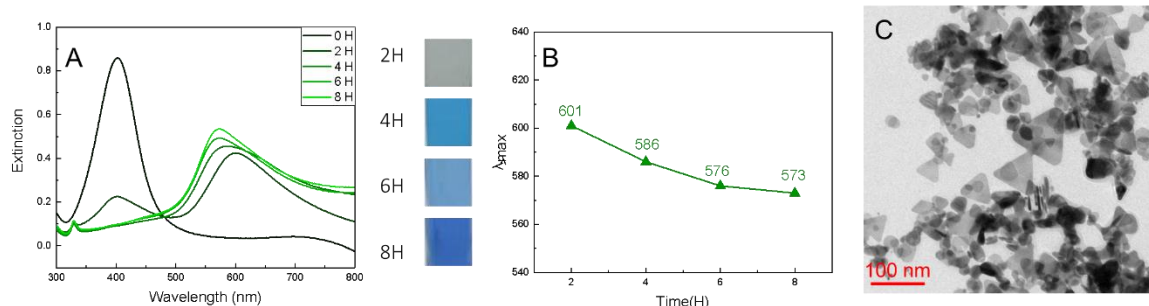 A
0 H
2 H
4 H
6 H
8 H
1.0
0.8
0.6
0.4
0.2
0.0
Extinction
300
400
500
600
700
800
Wavelength (nm)
2H
4H
6H
8H
B
640
620
600
580
560
540
λmax
601
586
576
573
2
4
6
8
Time(H)
C
100 nm